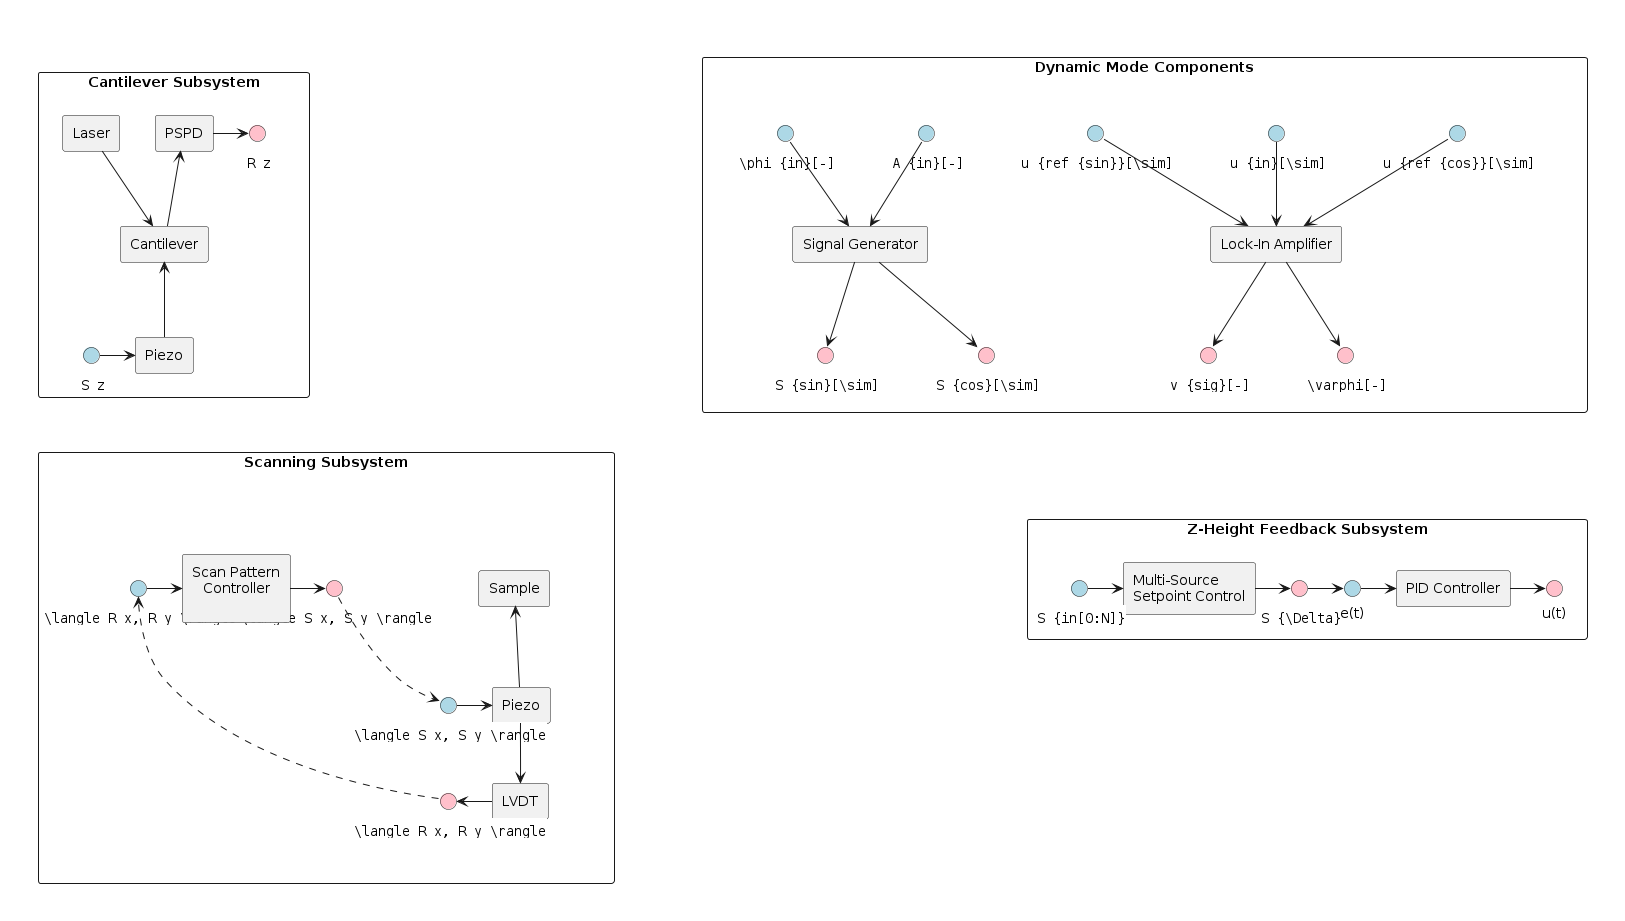 Cantilever Subsystem
Laser
PSPD
R z
Cantilever
Piezo
S z
Dynamic Mode Components
\phi {in}[-]
A {in}[-]
u {ref {sin}}[\sim]
u {in}[\sim]
u {ref {cos}}[\sim]
Signal Generator
Lock-In Amplifier
S {sin}[\sim]
S {cos}[\sim]
v {sig}[-]
\varphi[-]
Scanning Subsystem
Scan Pattern
Controller
Sample
\langle R x, R y
S x, S y \rangle
Piezo
\langle S x, S y \rangle
LVDT
\langle R x, R y \rangle
Z-Height Feedback Subsystem
Multi-Source
Setpoint Control
PID Controller
S {in[0:N]}
S {\Delta}
e(t)
u(t)